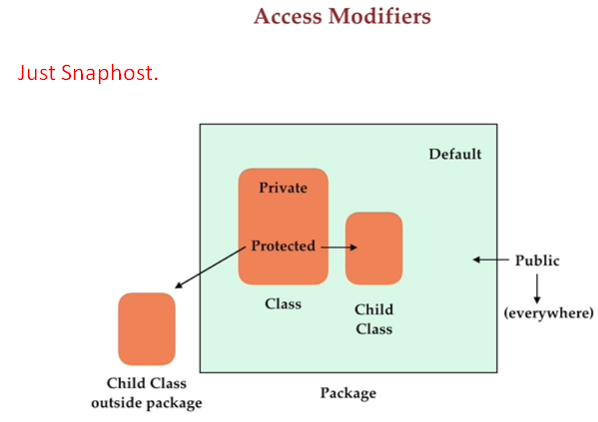 Access Modifiers
Just Snaphost.
Default
Private
Protected
Public
Class
Child
Class
(everywhere)
Child Class
outside package
Package